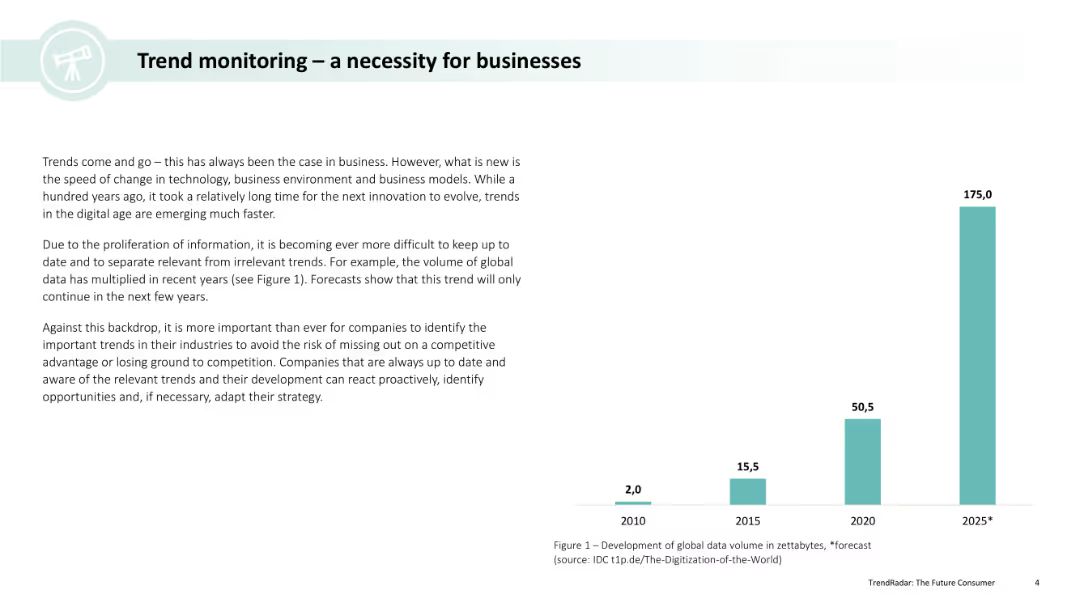 Trend monitoring – a necessity for businesses
Trends come and go – this has always been the case in business. However, what is new is
the speed of change in technology, business environment and business models. While a
hundred years ago, it took a relatively long time for the next innovation to evolve, trends
in the digital age are emerging much faster.
Due to the proliferation of information, it is becoming ever more difficult to keep up to
date and to separate relevant from irrelevant trends. For example, the volume of global
data has multiplied in recent years (see Figure 1). Forecasts show that this trend will only
continue in the next few years.
Against this backdrop, it is more important than ever for companies to identify the
important trends in their industries to avoid the risk of missing out on a competitive
advantage or losing ground to competition. Companies that are always up to date and
aware of the relevant trends and their development can react proactively, identify
opportunities and, if necessary, adapt their strategy.
175,0
50,5
15,5
2,0
2010 2015 2020 2025*
Figure 1 – Development of global data volume in zettabytes, *forecast
(source: IDC t1p.de/The-Digitization-of-the-World)
TrendRadar: The Future Consumer 4